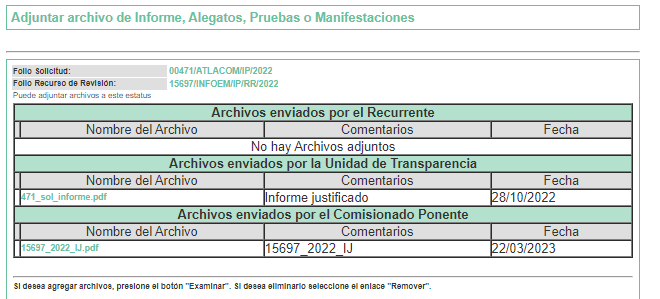 Adjuntar archivo de Informe, Alegatos, Pruebas o Manifestaciones
Folio Solicitud: 00471/ATLACOM/IP/2022
Folio Recurso de Revisión: 15697/INFOEM/IP/RR/2022
Puede adjuntar archivos a este estatus
Archivos enviados por el Recurrente
Nombre del Archivo Comentarios Fecha
No hay Archivos adjuntos
Archivos enviados por la Unidad de Transparencia
Nombre del Archivo Comentarios Fecha
471_sol_informe.pdf Informe justificado 28/10/2022
Archivos enviados por el Comisionado Ponente
Nombre del Archivo Comentarios Fecha
15697_2022_IJ.pdf 15697_2022_IJ 22/03/2023
Si desea agregar archivos, presione el botón "Examinar". Si desea eliminarlo seleccione el enlace "Remover".